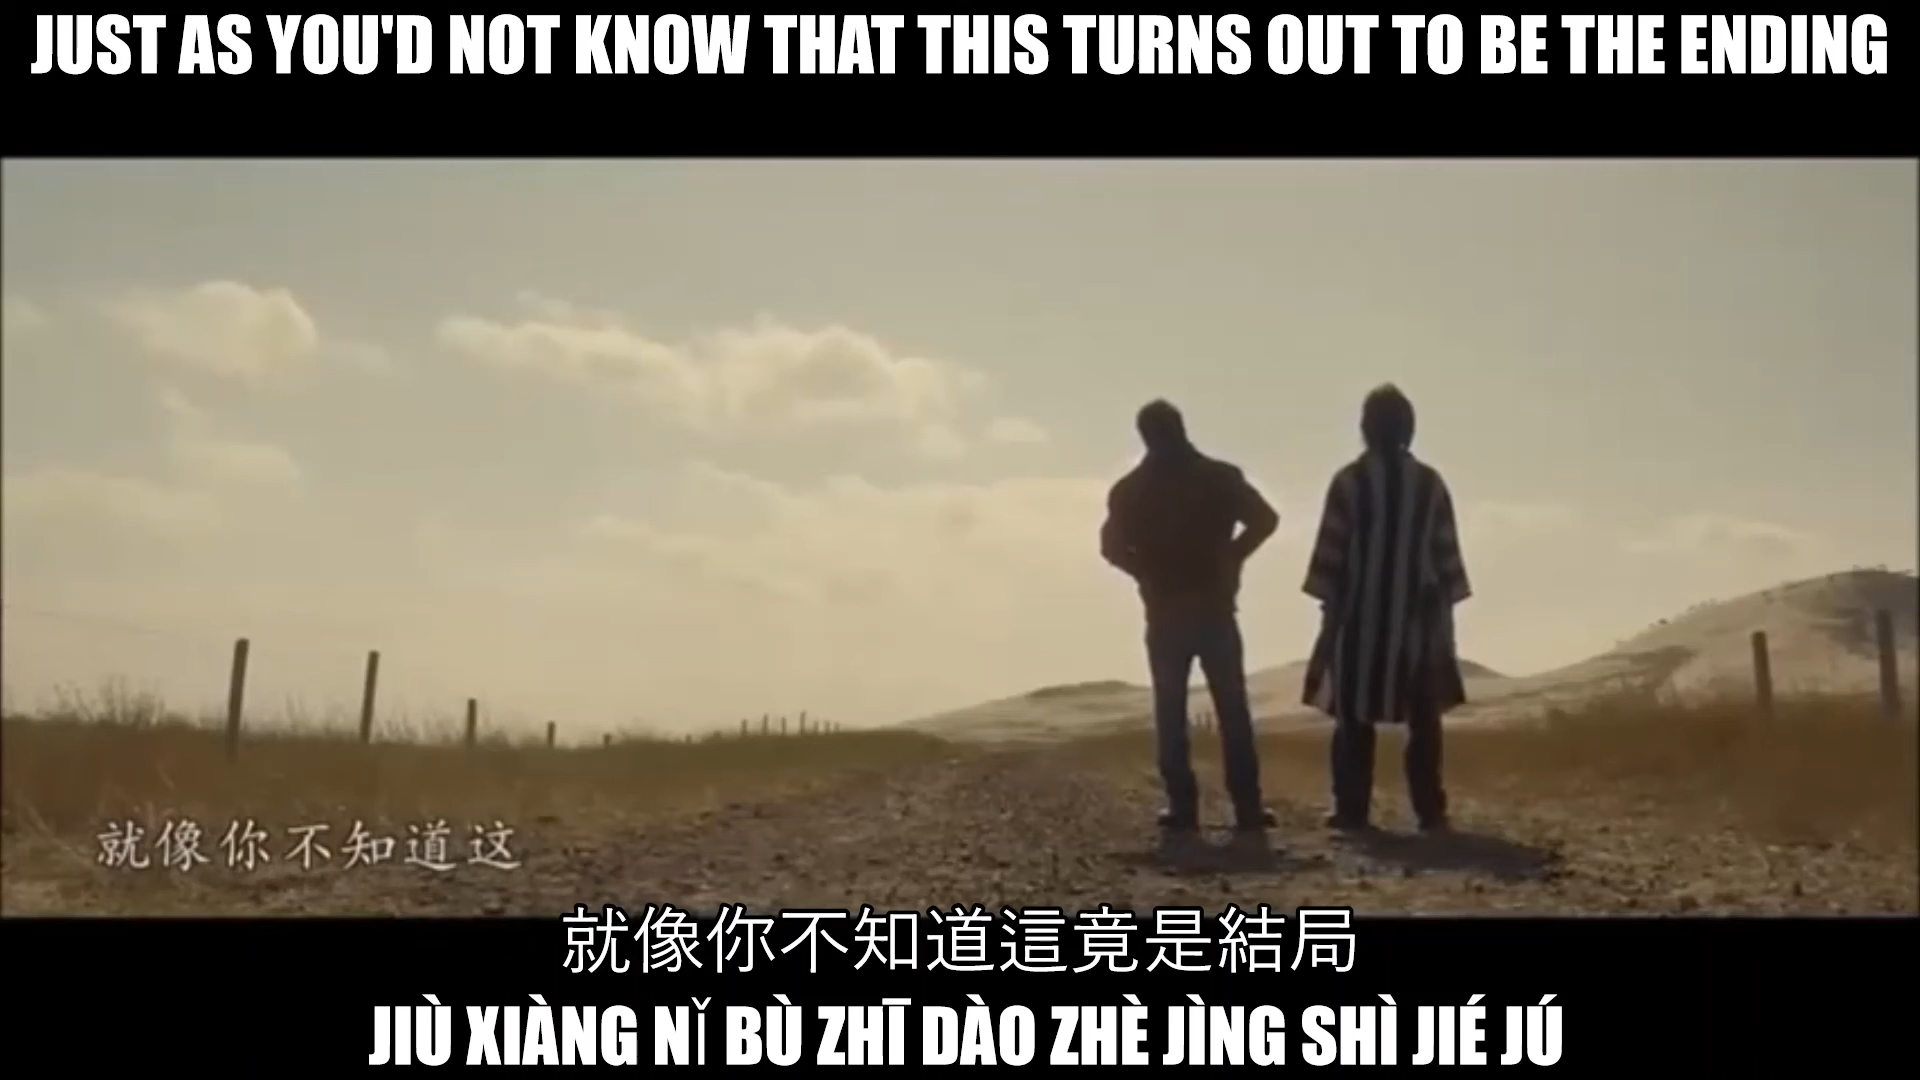 JUST AS YOU'D NOT KNOW THAT THIS TURNS OUT TO BE THE ENDING
就像你不知道这
就像你不知道這竟是結局
JIÙ XIÀNG NǏ BÙ ZHĪ DÀO ZHÈ JÌNG SHÌ JIÉ JÚ